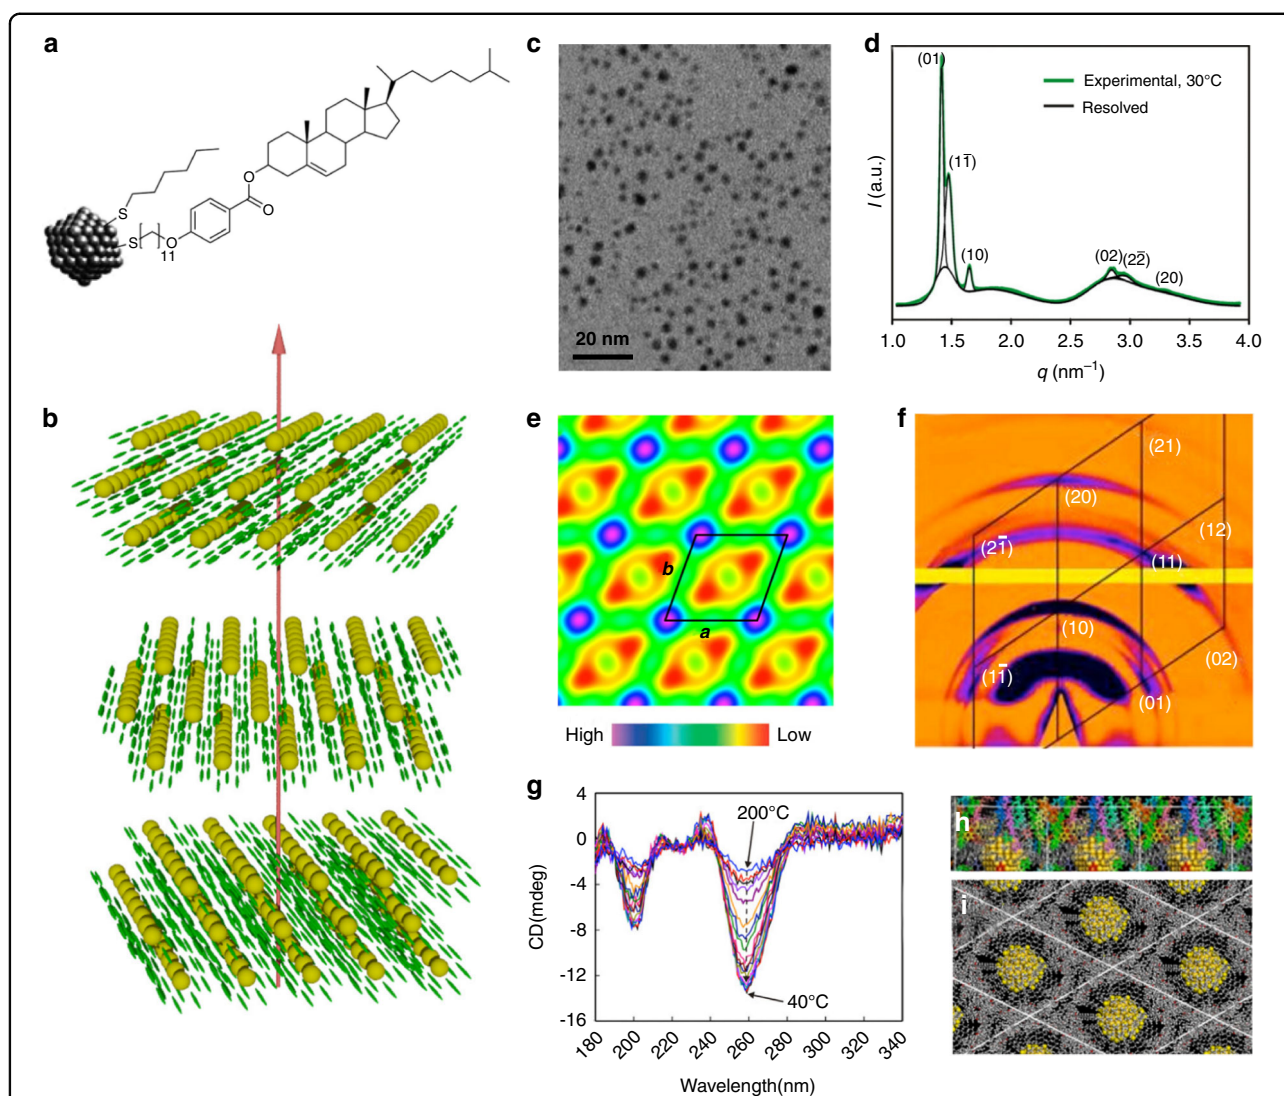 a
S
S
11
O
O
O
b
c
20 nm
d
(01)
(11̅)
(10)
(02)
(22̅)
(20)
Experimental, 30°C
Resolved
I (a.u.)
1.0 1.5 2.0 2.5 3.0 3.5 4.0
q (nm⁻¹)
e
b
a
High
Low
f
(21)
(20)
(12)
(21̅)
(11)
(10)
(02)
(11̅)
(01)
g
4
0
-4
-8
-12
-16
CD(mdeg)
200°C
40°C
180 200 220 240 260 280 300 320 340
Wavelength(nm)
h
i